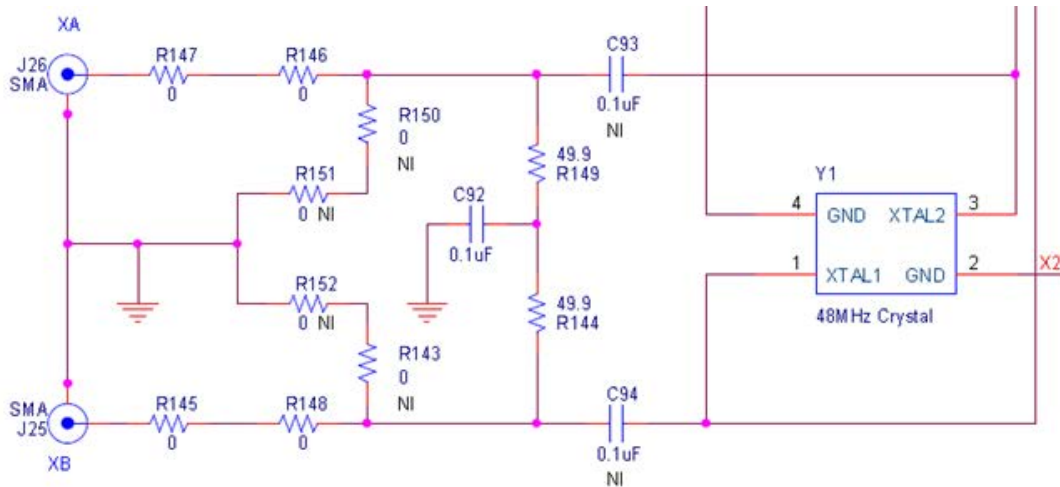 XA
J26
SMA
R147
0
R146
0
C93
0.1uF
NI
R150
0
NI
49.9
R149
R151
0 NI
C92
0.1uF
Y1
4 GND XTAL2 3
1 XTAL1 GND 2 X2
48MHz Crystal
R152
0 NI
49.9
R144
R143
0
NI
SMA
J25
XB
R145
0
R148
0
C94
0.1uF
NI